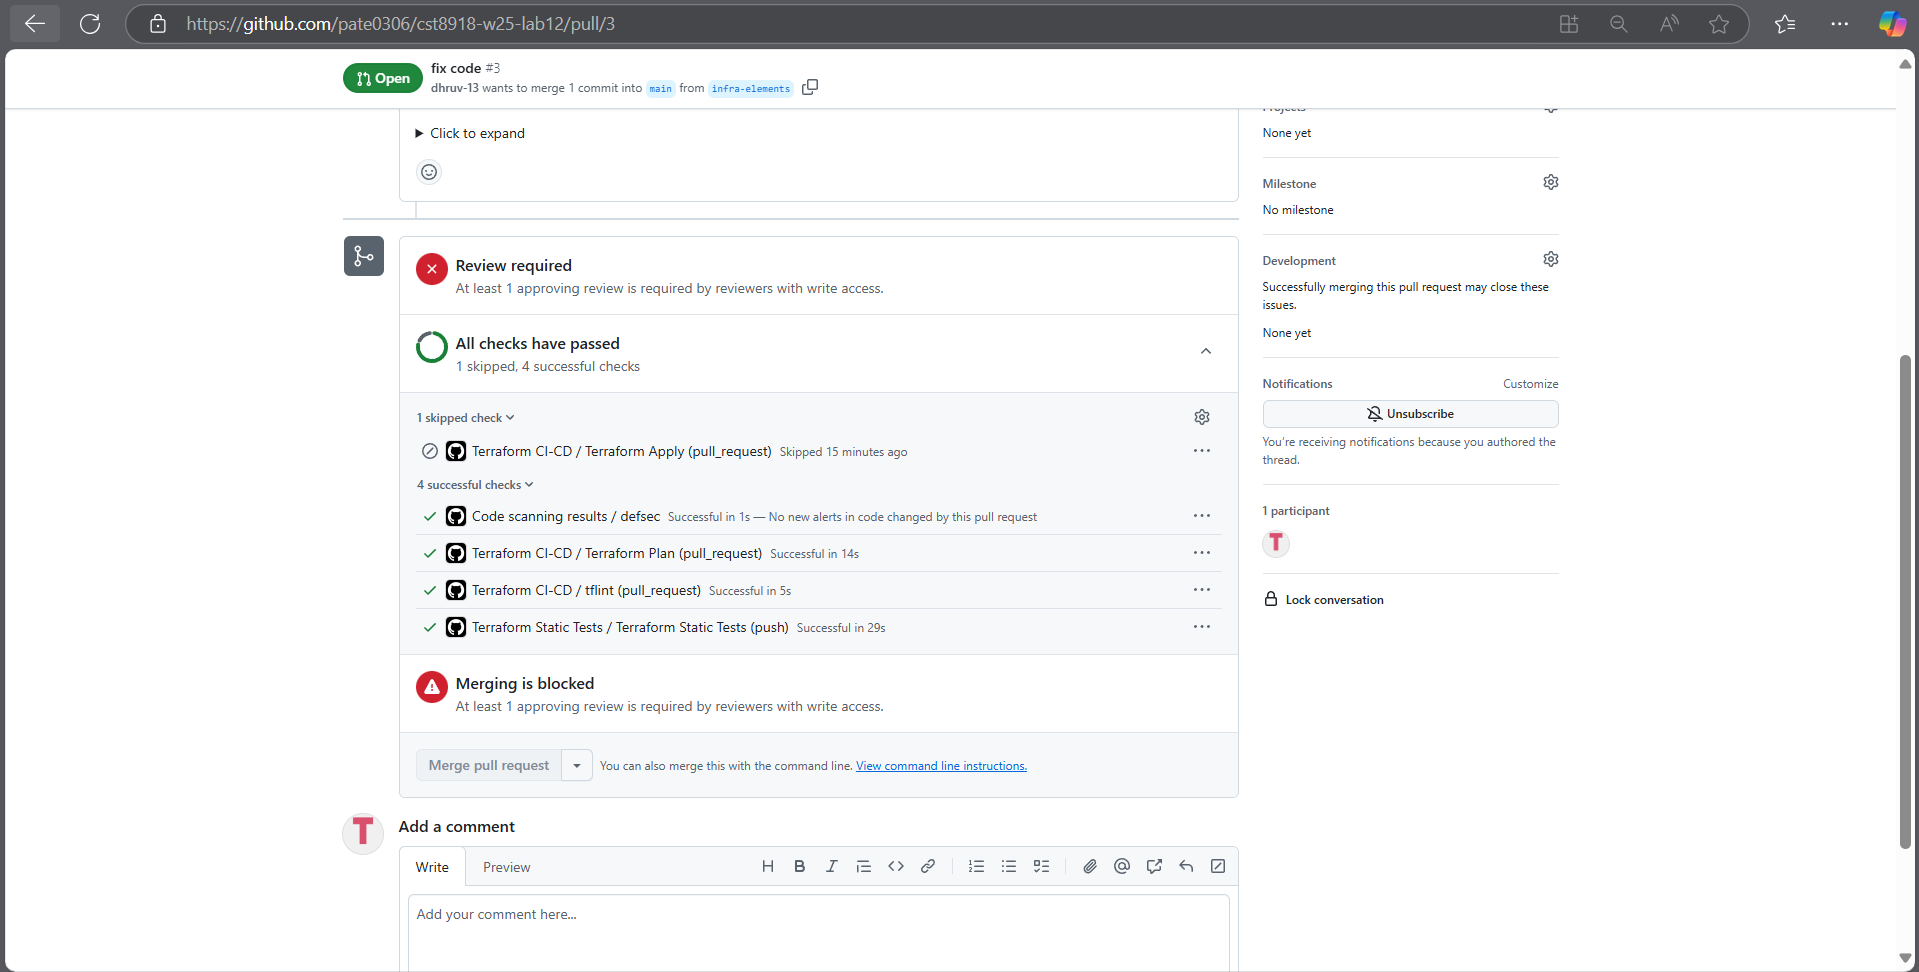 https://github.com/pate0306/cst8918-w25-lab12/pull/3
Open
fix code #3
dhruv-13 wants to merge 1 commit into main from infra-elements
Click to expand
Review required
At least 1 approving review is required by reviewers with write access.
All checks have passed
1 skipped, 4 successful checks
1 skipped check
Terraform CI-CD / Terraform Apply (pull_request) Skipped 15 minutes ago
4 successful checks
Code scanning results / defsec Successful in 1s — No new alerts in code changed by this pull request
Terraform CI-CD / Terraform Plan (pull_request) Successful in 14s
Terraform CI-CD / tflint (pull_request) Successful in 5s
Terraform Static Tests / Terraform Static Tests (push) Successful in 29s
Merging is blocked
At least 1 approving review is required by reviewers with write access.
Merge pull request
You can also merge this with the command line. View command line instructions.
T
Add a comment
Write
Preview
Add your comment here...
Projects
None yet
Milestone
No milestone
Development
Successfully merging this pull request may close these
issues.
None yet
Notifications
Customize
Unsubscribe
You're receiving notifications because you authored the
thread.
1 participant
T
Lock conversation